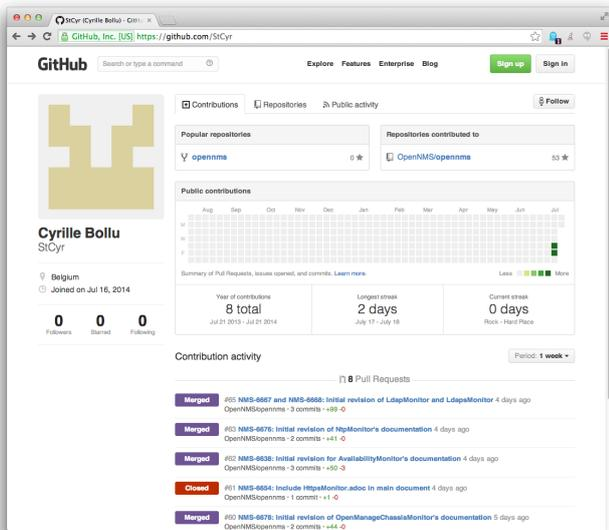 StCyr (Cyrille Bollu) · GitHu
GitHub, Inc. [US] https://github.com/StCyr
GitHub
Search or type a command
Explore Features Enterprise Blog
Sign up Sign in
Contributions Repositories Public activity
Follow
Popular repositories
opennms 0
Repositories contributed to
OpenNMS/opennms 53
Public contributions
Aug Sep Oct Nov Dec Jan Feb Mar Apr May Jun Jul
M
W
F
Summary of Pull Requests, issues opened, and commits. Learn more.
Less More
Year of contributions
8 total
Jul 21 2013 - Jul 21 2014
Longest streak
2 days
July 17 - July 18
Current streak
0 days
Rock - Hard Place
Cyrille Bollu
StCyr
Belgium
Joined on Jul 16, 2014
0 0 0
Followers Starred Following
Contribution activity
Period: 1 week
8 Pull Requests
Merged #65 NMS-6667 and NMS-6668: Initial revision of LdapMonitor and LdapsMonitor 4 days ago
OpenNMS/opennms · 3 commits · +99 -0
Merged #63 NMS-6676: Initial revision of NtpMonitor's documentation 4 days ago
OpenNMS/opennms · 2 commits · +41 -0
Merged #62 NMS-6638: Initial revision for AvailabilityMonitor's documentation 4 days ago
OpenNMS/opennms · 3 commits · +50 -3
Closed #61 NMS-6654: Include HttpsMonitor.adoc in main document 4 days ago
OpenNMS/opennms · 1 commit · +1 -0
Merged #60 NMS-6678: Initial revision of OpenManageChassisMonitor's documentation 5 days ago
OpenNMS/opennms · 2 commits · +44 -0